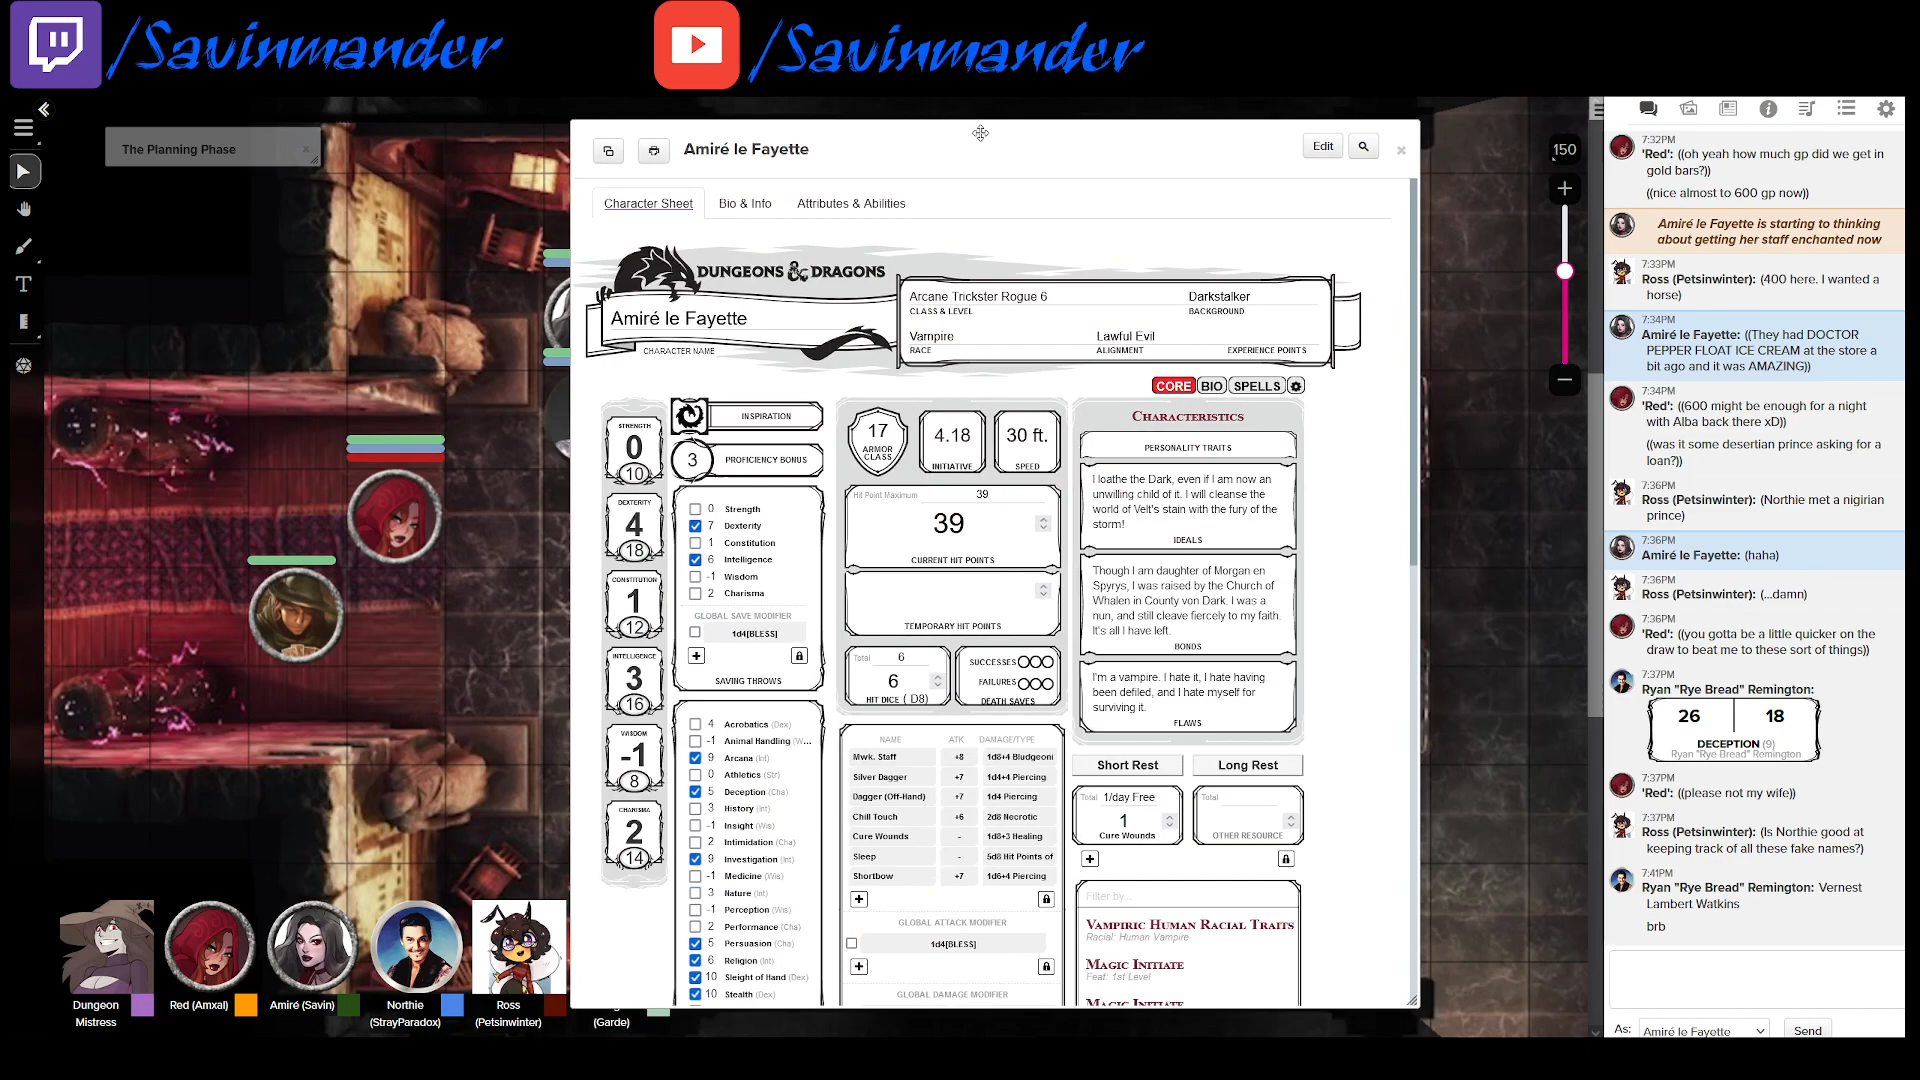 /Savinmander
/Savinmander
The Planning Phase
Amiré le Fayette
Edit
Character Sheet
Bio & Info
Attributes & Abilities
DUNGEONS & DRAGONS
Amiré le Fayette
CHARACTER NAME
Arcane Trickster Rogue 6
Darkstalker
CLASS & LEVEL
BACKGROUND
Vampire
Lawful Evil
RACE
ALIGNMENT
EXPERIENCE POINTS
CORE
BIO
SPELLS
STRENGTH
0
10
DEXTERITY
4
18
CONSTITUTION
1
12
INTELLIGENCE
3
16
WISDOM
-1
8
CHARISMA
2
14
INSPIRATION
3
PROFICIENCY BONUS
0 Strength
7 Dexterity
1 Constitution
6 Intelligence
-1 Wisdom
2 Charisma
GLOBAL SAVE MODIFIER
1d4[BLESS]
SAVING THROWS
4 Acrobatics (Dex)
-1 Animal Handling (W...
9 Arcana (Int)
0 Athletics (Str)
5 Deception (Cha)
3 History (Int)
-1 Insight (Wis)
2 Intimidation (Cha)
9 Investigation (Int)
-1 Medicine (Wis)
3 Nature (Int)
-1 Perception (Wis)
2 Performance (Cha)
5 Persuasion (Cha)
6 Religion (Int)
10 Sleight of Hand (Dex)
10 Stealth (Dex)
17
ARMOR
CLASS
4.18
INITIATIVE
30 ft.
SPEED
Hit Point Maximum
39
39
CURRENT HIT POINTS
TEMPORARY HIT POINTS
Total
6
6
HIT DICE ( D8)
SUCCESSES
FAILURES
DEATH SAVES
NAME ATK DAMAGE/TYPE
Mwk. Staff +8 1d8+4 Bludgeoni
Silver Dagger +7 1d4+4 Piercing
Dagger (Off-Hand) +7 1d4 Piercing
Chill Touch +6 2d8 Necrotic
Cure Wounds - 1d8+3 Healing
Sleep - 5d8 Hit Points of
Shortbow +7 1d6+4 Piercing
GLOBAL ATTACK MODIFIER
1d4[BLESS]
GLOBAL DAMAGE MODIFIER
CHARACTERISTICS
PERSONALITY TRAITS
I loathe the Dark, even if I am now an
unwilling child of it. I will cleanse the
world of Velt's stain with the fury of the
storm!
IDEALS
Though I am daughter of Morgan en
Spyrys, I was raised by the Church of
Whalen in County von Dark. I was a
nun, and still cleave fiercely to my faith.
It's all I have left.
BONDS
I'm a vampire. I hate it, I hate having
been defiled, and I hate myself for
surviving it.
FLAWS
Short Rest
Long Rest
Total
1/day Free
1
Cure Wounds
Total
OTHER RESOURCE
Filter by...
VAMPIRIC HUMAN RACIAL TRAITS
Racial: Human Vampire
MAGIC INITIATE
Feat: 1st Level
MAGIC INITIATE
150
7:32PM
'Red': ((oh yeah how much gp did we get in
gold bars?))
((nice almost to 600 gp now))
Amiré le Fayette is starting to thinking
about getting her staff enchanted now
7:33PM
Ross (Petsinwinter): (400 here. I wanted a
horse)
7:34PM
Amiré le Fayette: ((They had DOCTOR
PEPPER FLOAT ICE CREAM at the store a
bit ago and it was AMAZING))
7:34PM
'Red': ((600 might be enough for a night
with Alba back there xD))
((was it some desertian prince asking for a
loan?))
7:36PM
Ross (Petsinwinter): (Northie met a nigirian
prince)
7:36PM
Amiré le Fayette: (haha)
7:36PM
Ross (Petsinwinter): (...damn)
7:36PM
'Red': ((you gotta be a little quicker on the
draw to beat me to these sort of things))
7:37PM
Ryan "Rye Bread" Remington:
26
18
DECEPTION (9)
Ryan "Rye Bread" Remington
7:37PM
'Red': ((please not my wife))
7:37PM
Ross (Petsinwinter): (Is Northie good at
keeping track of all these fake names?)
7:41PM
Ryan "Rye Bread" Remington: Vernest
Lambert Watkins
brb
As:
Amiré le Fayette
Send
Dungeon
Mistress
Red (Amxal)
Amiré (Savin)
Northie
(StrayParadox)
Ross
(Petsinwinter)
(Garde)